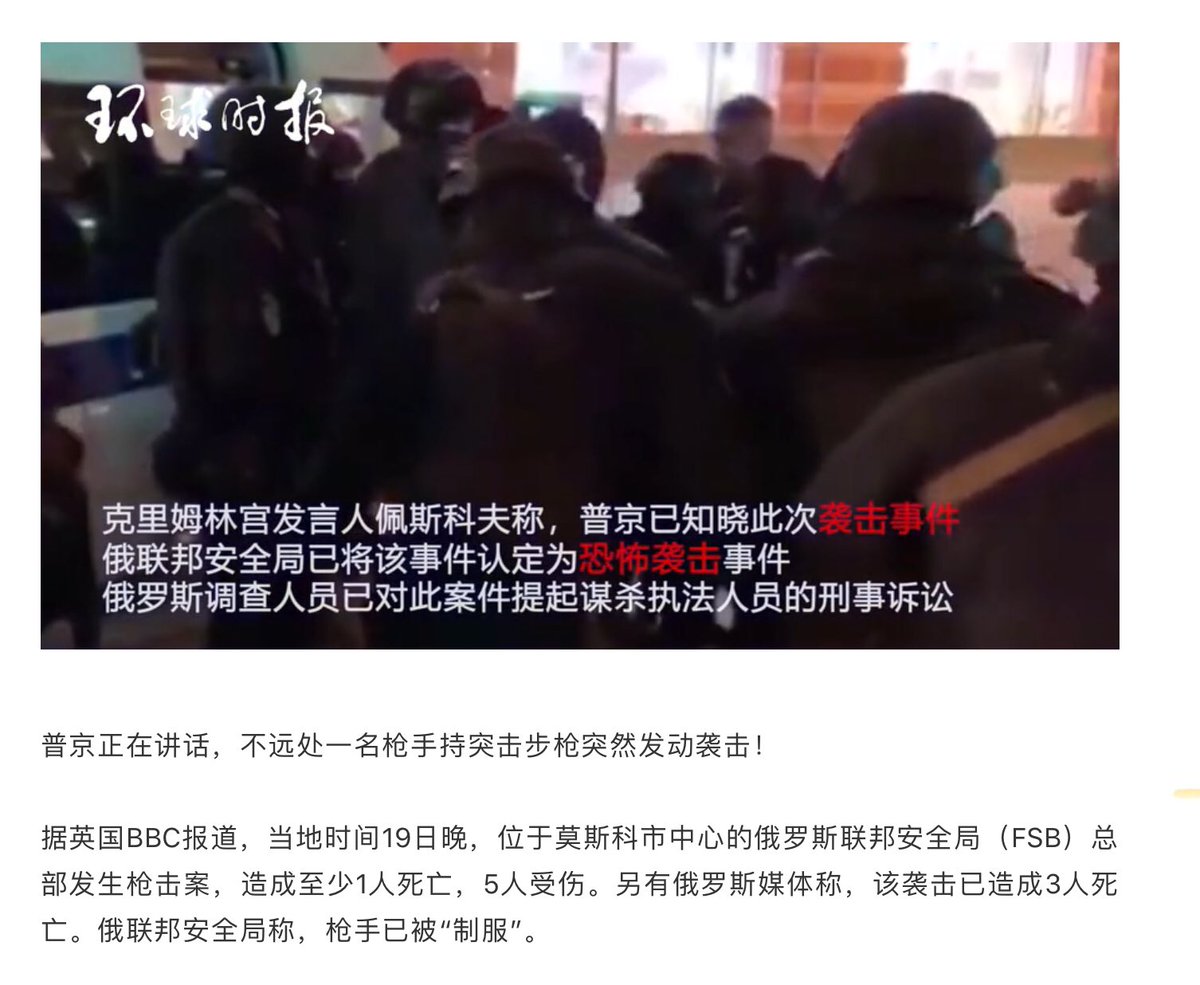 环球时报
克里姆林宫发言人佩斯科夫称，普京已知晓此次袭击事件
俄联邦安全局已将该事件认定为恐怖袭击事件
俄罗斯调查人员已对此案件提起谋杀执法人员的刑事诉讼
普京正在讲话，不远处一名枪手持突击步枪突然发动袭击！
据英国BBC报道，当地时间19日晚，位于莫斯科市中心的俄罗斯联邦安全局（FSB）总
部发生枪击案，造成至少1人死亡，5人受伤。另有俄罗斯媒体称，该袭击已造成3人死
亡。俄联邦安全局称，枪手已被“制服”。